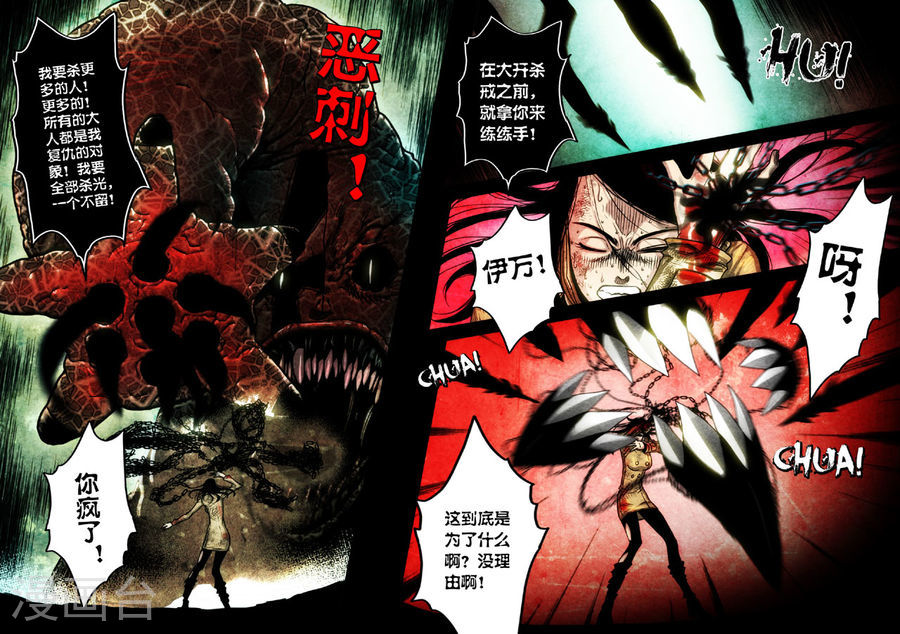 我要杀更
多的人！
更多的！
所有的大
人都是我
复仇的对
象！我要
全部杀光，
一个不留！
恶刺！
你疯了！
在大开杀
戒之前，
就拿你来
练练手！
HU!
伊万！
呀！
CHUA!
CHUA!
这到底是
为了什么
啊？没理
由啊！
漫画台